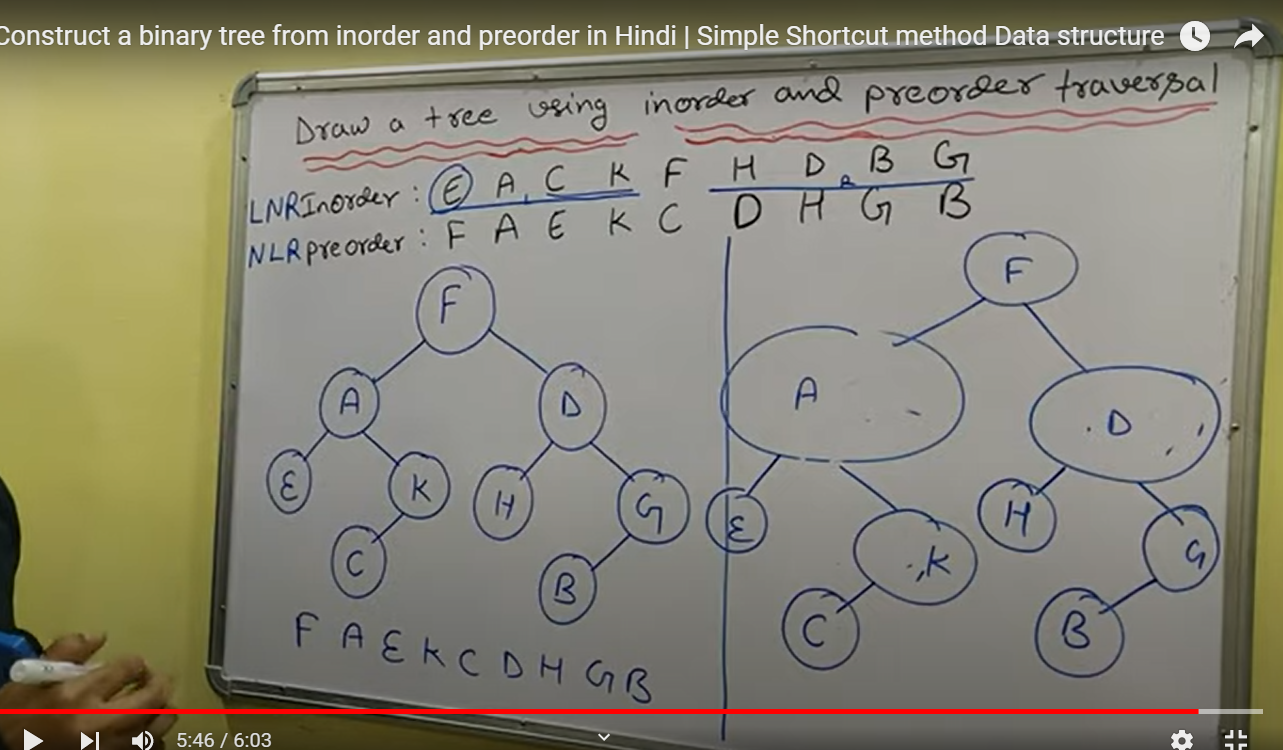 Construct a binary tree from inorder and preorder in Hindi | Simple Shortcut method Data structure
Draw a tree using inorder and preorder traversal
LNR Inorder : E A C K F H D B G
NLR preorder : F A E K C D H G B
F
A D
E K H G
C B
F A E K C D H G B
F
A D
E K H G
C B
5:46 / 6:03